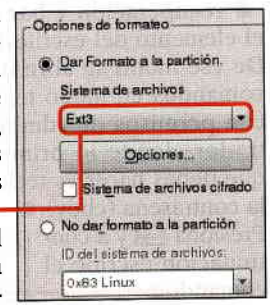 Opciones de formateo
Dar Formato a la partición.
Sistema de archivos
Ext3
Opciones...
Sistema de archivos cifrado
No dar formato a la partición
ID del sistema de archivos:
0x83 Linux